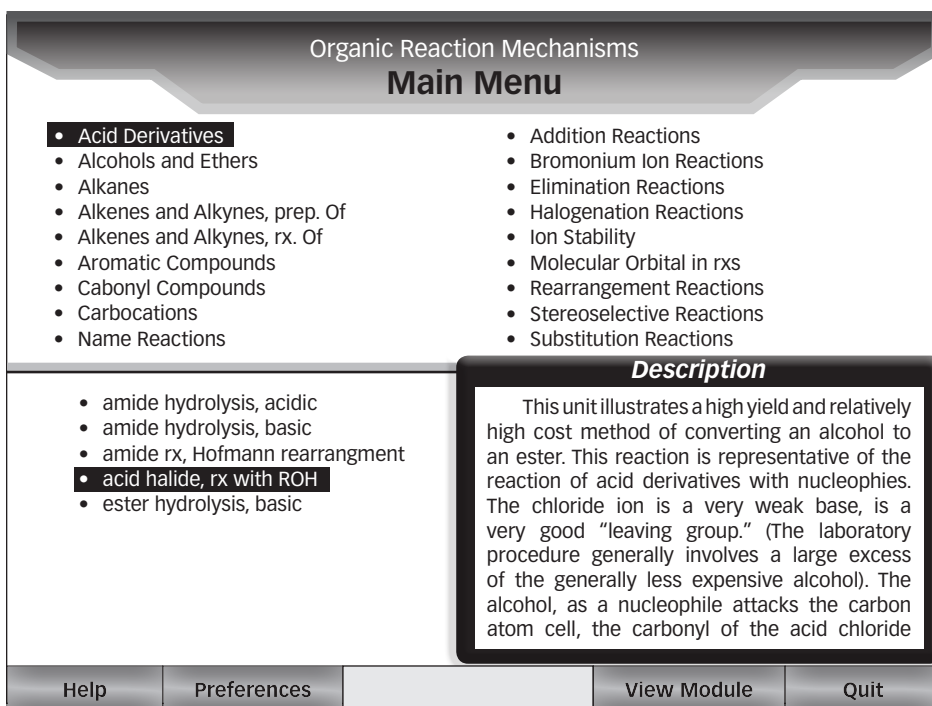 Organic Reaction Mechanisms
Main Menu
• Acid Derivatives
• Alcohols and Ethers
• Alkanes
• Alkenes and Alkynes, prep. Of
• Alkenes and Alkynes, rx. Of
• Aromatic Compounds
• Cabonyl Compounds
• Carbocations
• Name Reactions
• Addition Reactions
• Bromonium Ion Reactions
• Elimination Reactions
• Halogenation Reactions
• Ion Stability
• Molecular Orbital in rxs
• Rearrangement Reactions
• Stereoselective Reactions
• Substitution Reactions
• amide hydrolysis, acidic
• amide hydrolysis, basic
• amide rx, Hofmann rearrangment
• acid halide, rx with ROH
• ester hydrolysis, basic
Description
This unit illustrates a high yield and relatively
high cost method of converting an alcohol to
an ester. This reaction is representative of the
reaction of acid derivatives with nucleophies.
The chloride ion is a very weak base, is a
very good “leaving group.” (The laboratory
procedure generally involves a large excess
of the generally less expensive alcohol). The
alcohol, as a nucleophile attacks the carbon
atom cell, the carbonyl of the acid chloride
Help
Preferences
View Module
Quit